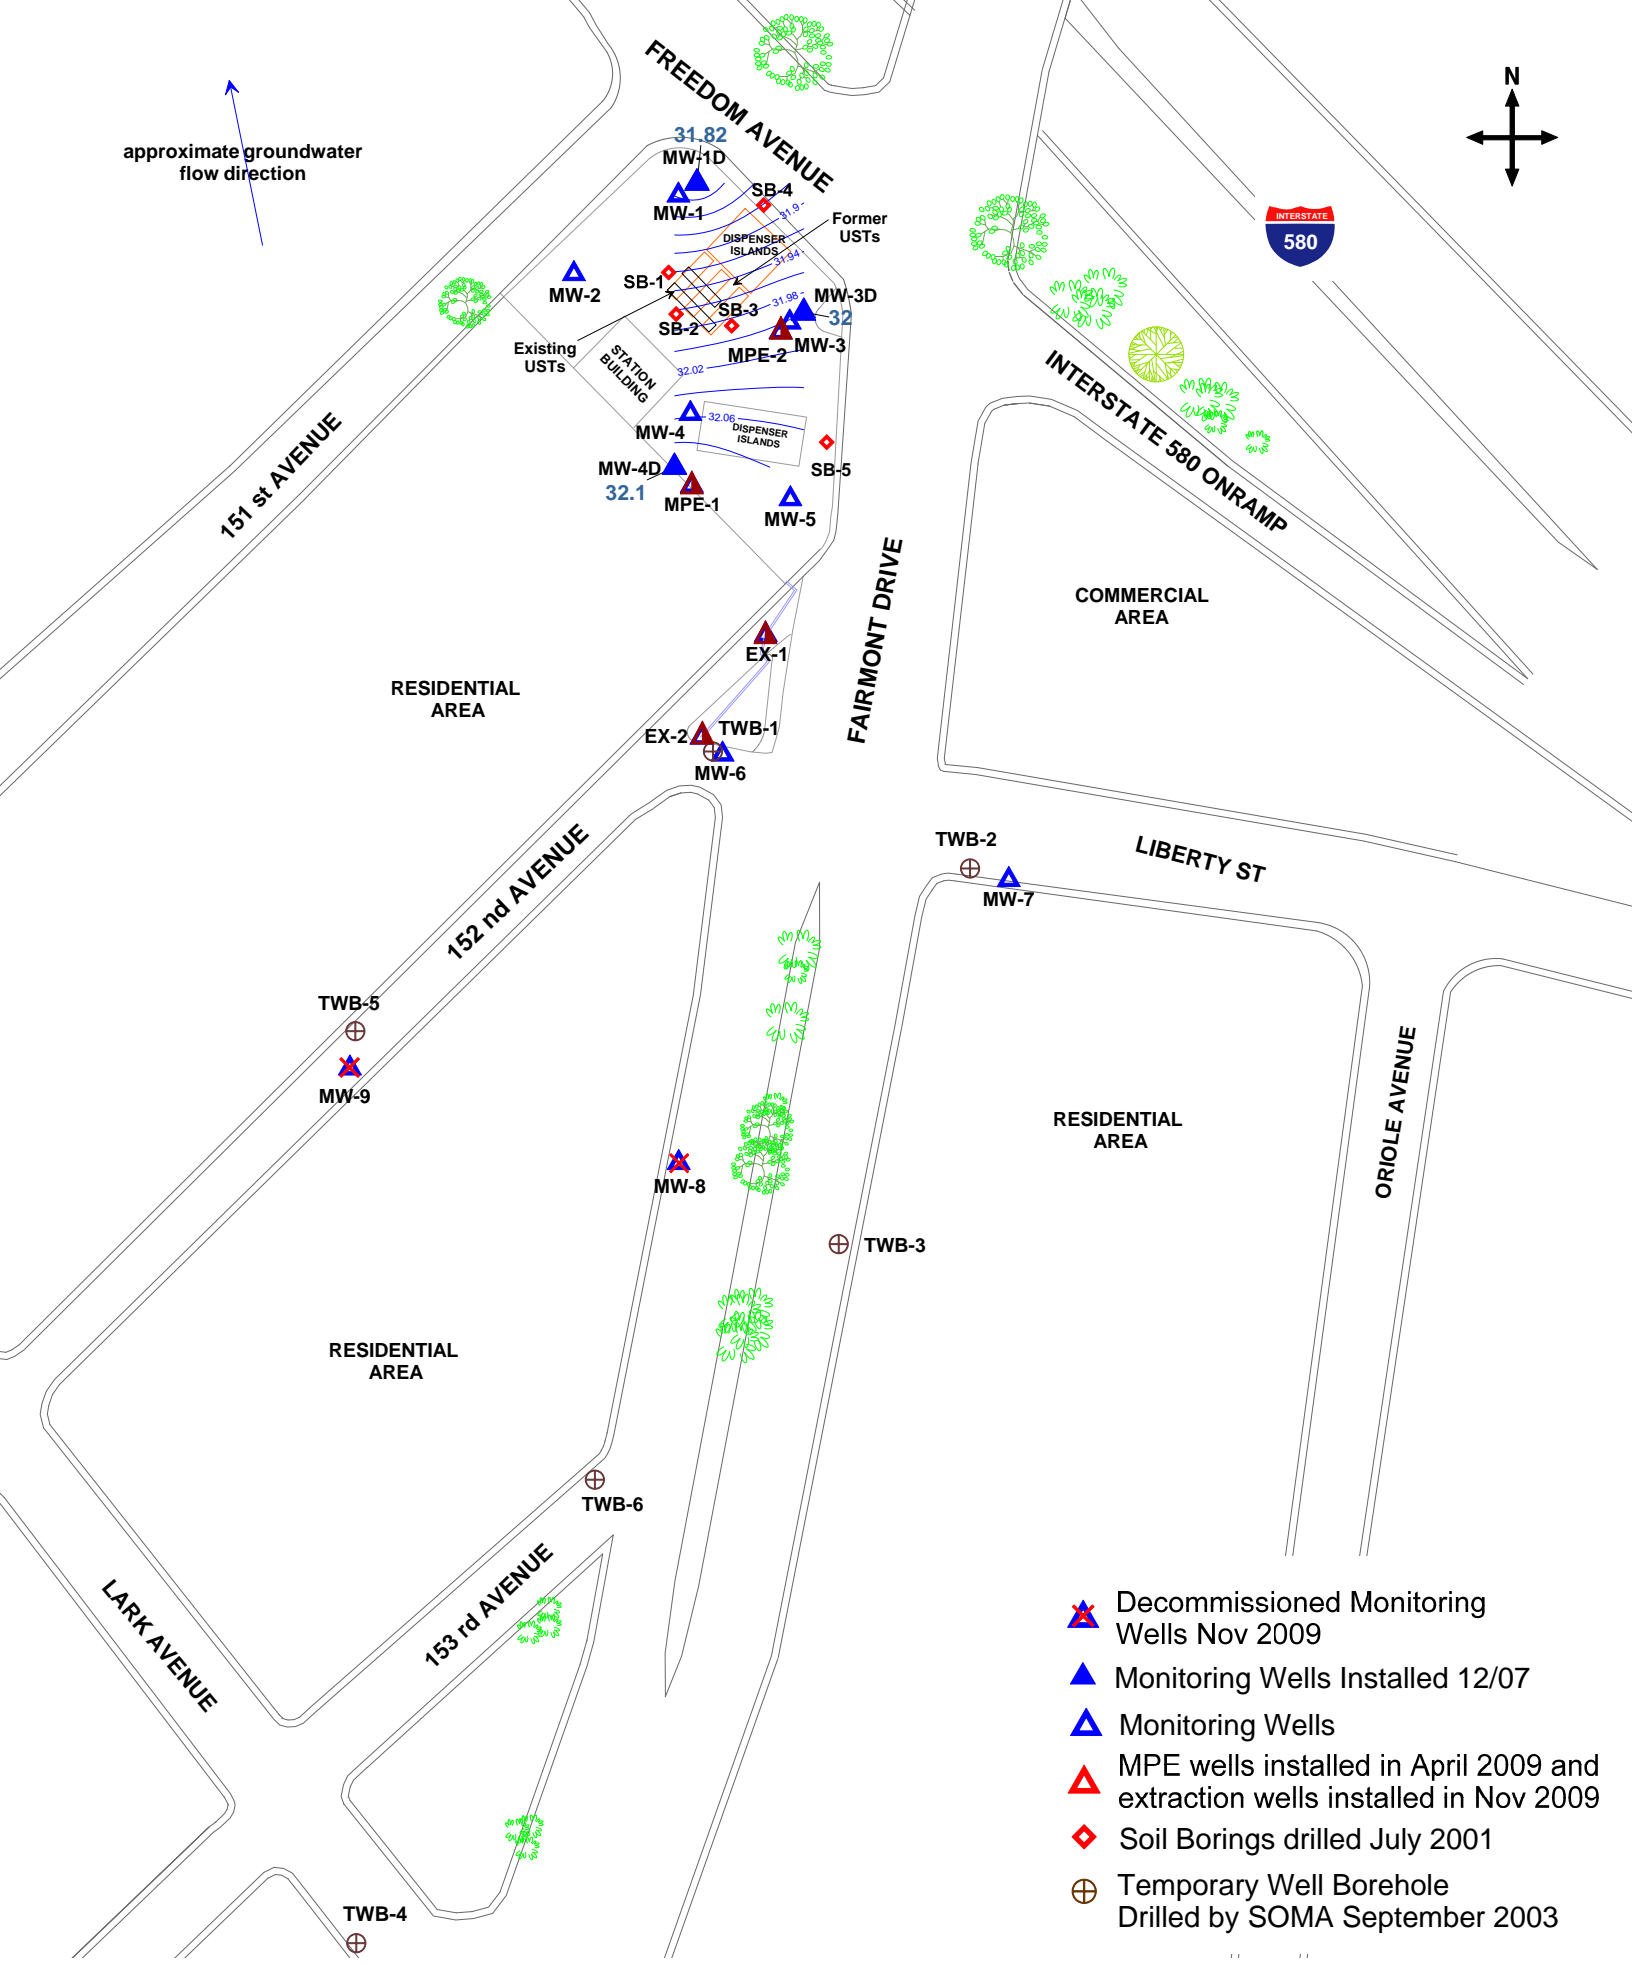 N
FREEDOM AVENUE
approximate groundwater
flow direction
31.82
MW-1D
MW-1
SB-4
31.9
Former
USTs
DISPENSER
ISLANDS
INTERSTATE
580
31.94
MW-2
SB-1
31.98
MW-3D
32
SB-3
SB-2
MW-3
MPE-2
Existing
USTs
STATION
BUILDING
32.02
INTERSTATE 580 ONRAMP
32.06
MW-4
DISPENSER
ISLANDS
MW-4D
32.1
MPE-1
SB-5
MW-5
151 st AVENUE
FAIRMONT DRIVE
COMMERCIAL
AREA
EX-1
RESIDENTIAL
AREA
EX-2
TWB-1
MW-6
TWB-2
MW-7
LIBERTY ST
152 nd AVENUE
TWB-5
MW-9
MW-8
RESIDENTIAL
AREA
ORIOLE AVENUE
TWB-3
RESIDENTIAL
AREA
TWB-6
153 rd AVENUE
LARK AVENUE
TWB-4
Decommissioned Monitoring
Wells Nov 2009
Monitoring Wells Installed 12/07
Monitoring Wells
MPE wells installed in April 2009 and
extraction wells installed in Nov 2009
Soil Borings drilled July 2001
Temporary Well Borehole
Drilled by SOMA September 2003